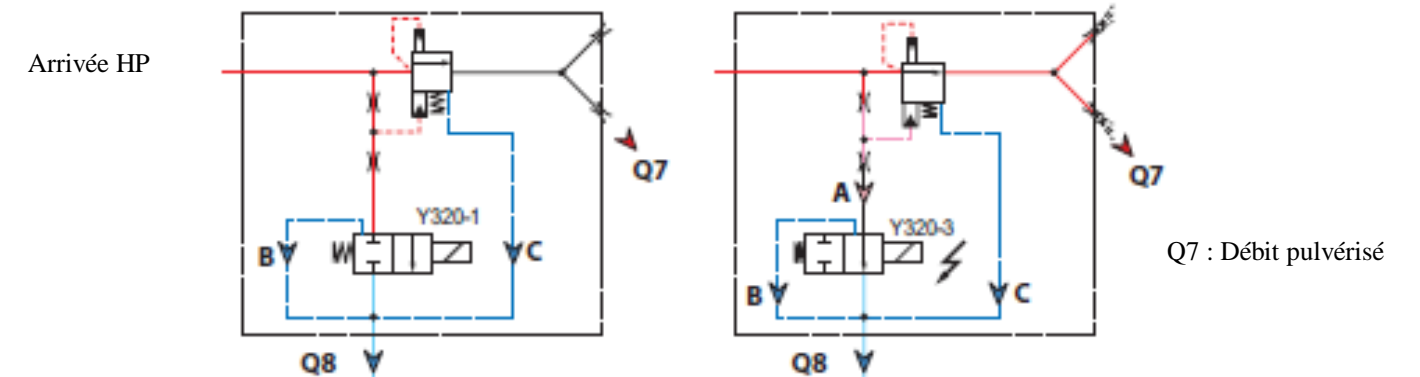 Arrivée HP
Q7
Y320-1
B
C
Q8
Q7
A
Y320-3
B
C
Q8
Q7 : Débit pulvérisé